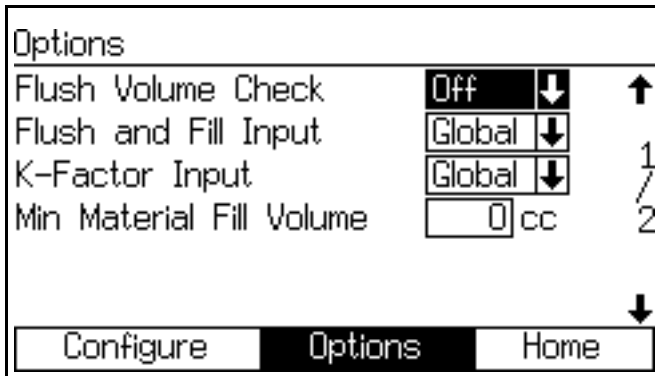 Options
Flush Volume Check Off
Flush and Fill Input Global
K-Factor Input Global
Min Material Fill Volume 0 cc
1/2
Configure Options Home